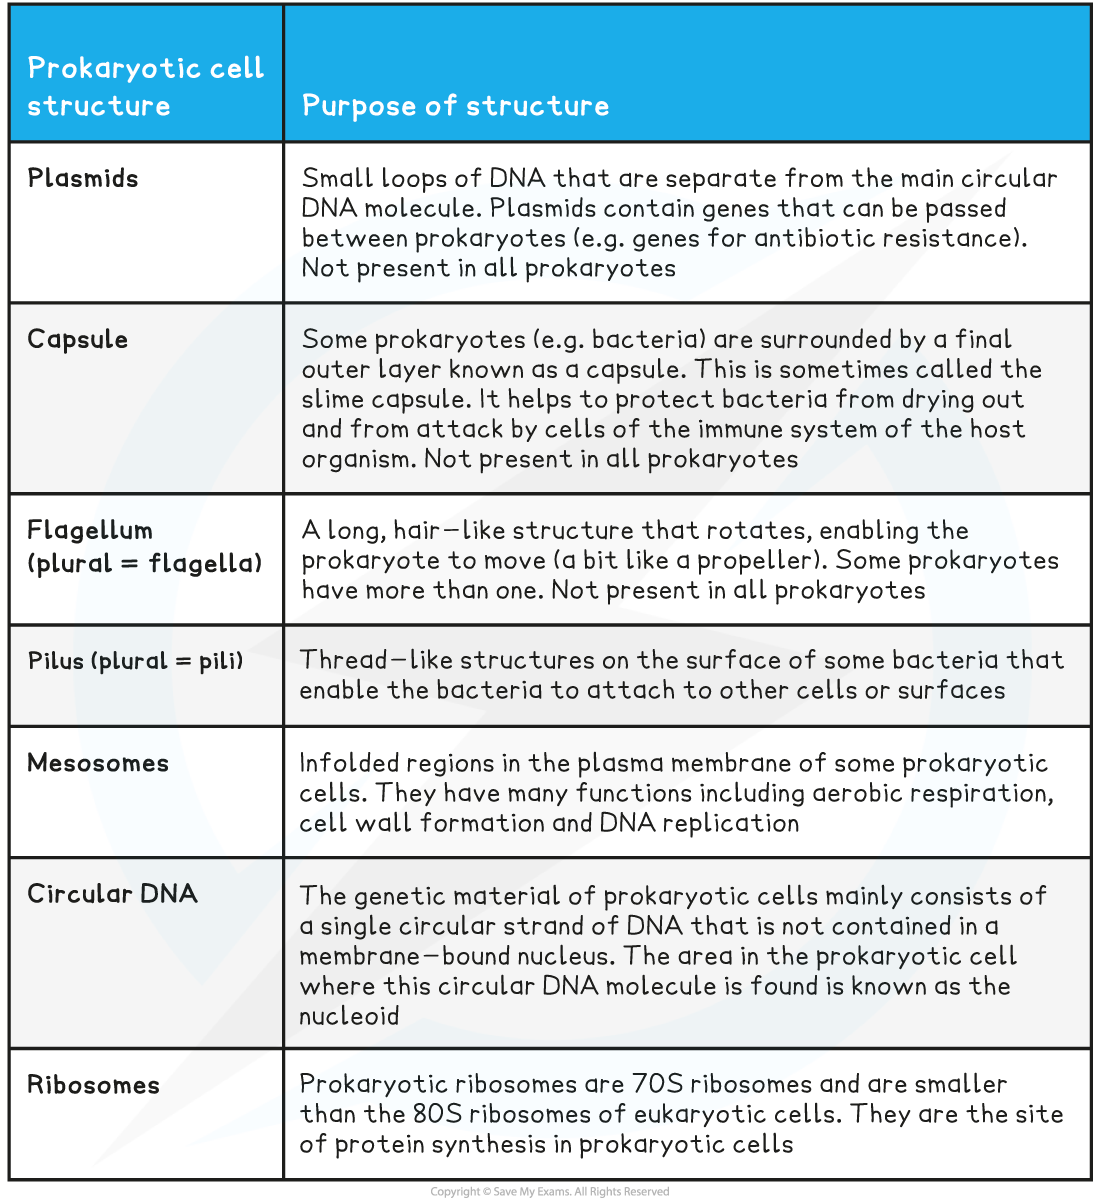 Prokaryotic cell
structure
Purpose of structure
Plasmids
Small loops of DNA that are separate from the main circular
DNA molecule. Plasmids contain genes that can be passed
between prokaryotes (e.g. genes for antibiotic resistance).
Not present in all prokaryotes
Capsule
Some prokaryotes (e.g. bacteria) are surrounded by a final
outer layer known as a capsule. This is sometimes called the
slime capsule. It helps to protect bacteria from drying out
and from attack by cells of the immune system of the host
organism. Not present in all prokaryotes
Flagellum
(plural = flagella)
A long, hair–like structure that rotates, enabling the
prokaryote to move (a bit like a propeller). Some prokaryotes
have more than one. Not present in all prokaryotes
Pilus (plural = pili)
Thread–like structures on the surface of some bacteria that
enable the bacteria to attach to other cells or surfaces
Mesosomes
Infolded regions in the plasma membrane of some prokaryotic
cells. They have many functions including aerobic respiration,
cell wall formation and DNA replication
Circular DNA
The genetic material of prokaryotic cells mainly consists of
a single circular strand of DNA that is not contained in a
membrane–bound nucleus. The area in the prokaryotic cell
where this circular DNA molecule is found is known as the
nucleoid
Ribosomes
Prokaryotic ribosomes are 70S ribosomes and are smaller
than the 80S ribosomes of eukaryotic cells. They are the site
of protein synthesis in prokaryotic cells
Copyright © Save My Exams. All Rights Reserved